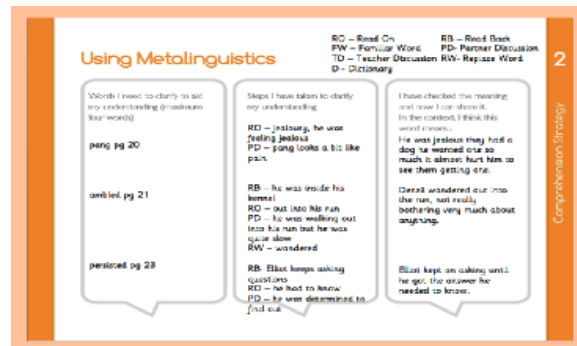 RO – Read On
RB – Read Back
FW – Familiar Word
PD- Partner Discussion
TD – Teacher Discussion
RW- Replace Word
D – Dictionary
Using Metalinguistics
2
Comprehension Strategy
Words I need to clarify to aid
my understanding (maximum
four words)
pang pg 20
ambled pg 21
persisted pg 23
Steps I have taken to clarify
my understanding
RO – jealousy, he was
feeling jealous
PD – pang looks a bit like
pain.
RB – he was inside his
kennel
RO – out into his run
PD – he was walking out
into his run but he was
quite slow
RW – wandered
RB- Elliot keeps asking
questions
RO – he had to know
PD – he was determined to
find out
I have checked the meaning
and now I can share it.
In the context, I think this
word means...
He was jealous they had a
dog he wanted one so
much it almost hurt him to
see them getting one.
Denzil wandered out into
the run, not really
bothering very much about
anything.
Elliot kept on asking until
he got the answer he
needed to know.